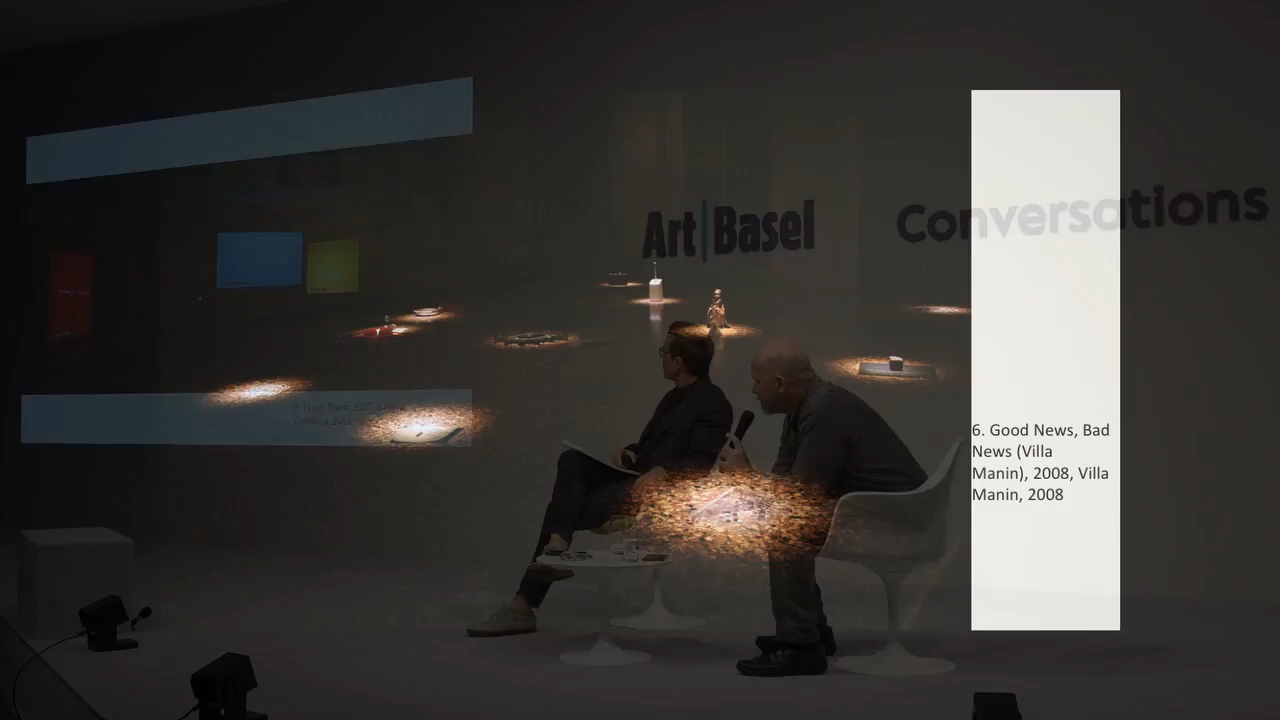 Art|Basel
Conversations
6. Good News, Bad
News (Villa
Manin), 2008, Villa
Manin, 2008